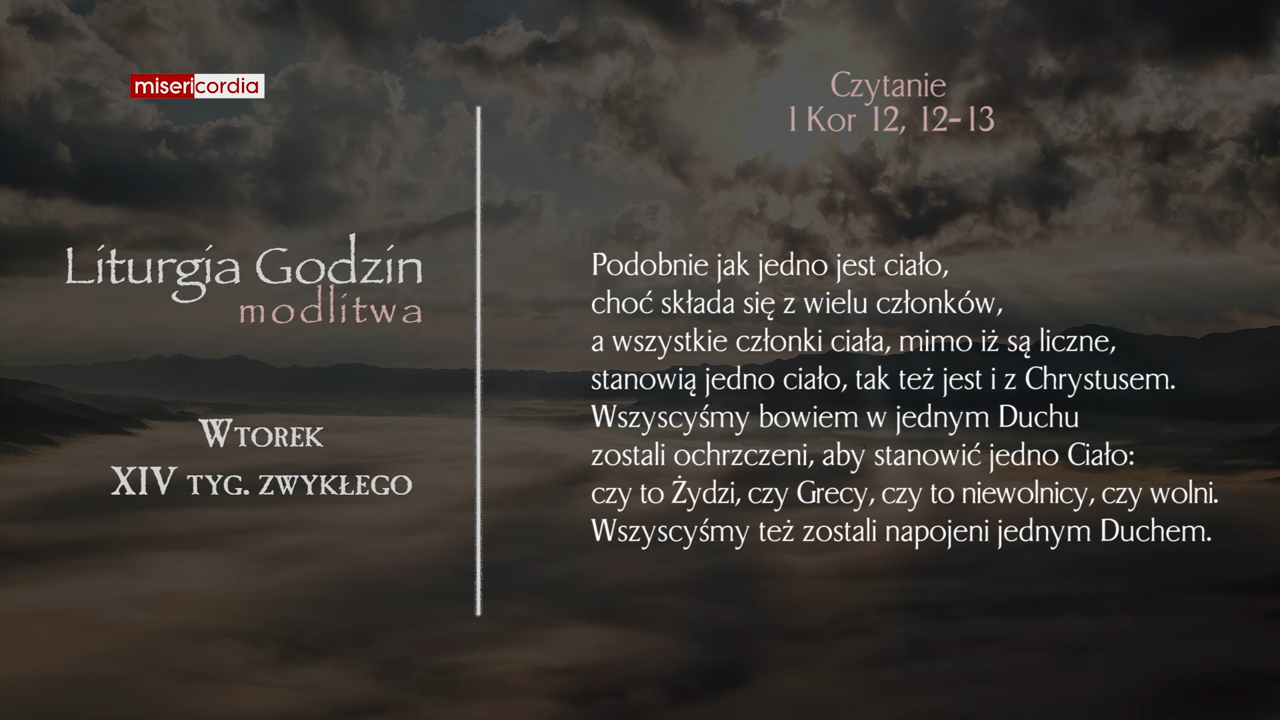 misericordia
Liturgia Godzin
modlitwa
Wtorek
XIV tyg. zwykłego
Czytanie
1 Kor 12, 12-13
Podobnie jak jedno jest ciało,
choć składa się z wielu członków,
a wszystkie członki ciała, mimo iż są liczne,
stanowią jedno ciało, tak też jest i z Chrystusem.
Wszyscyśmy bowiem w jednym Duchu
zostali ochrzczeni, aby stanowić jedno Ciało:
czy to Żydzi, czy Grecy, czy to niewolnicy, czy wolni.
Wszyscyśmy też zostali napojeni jednym Duchem.